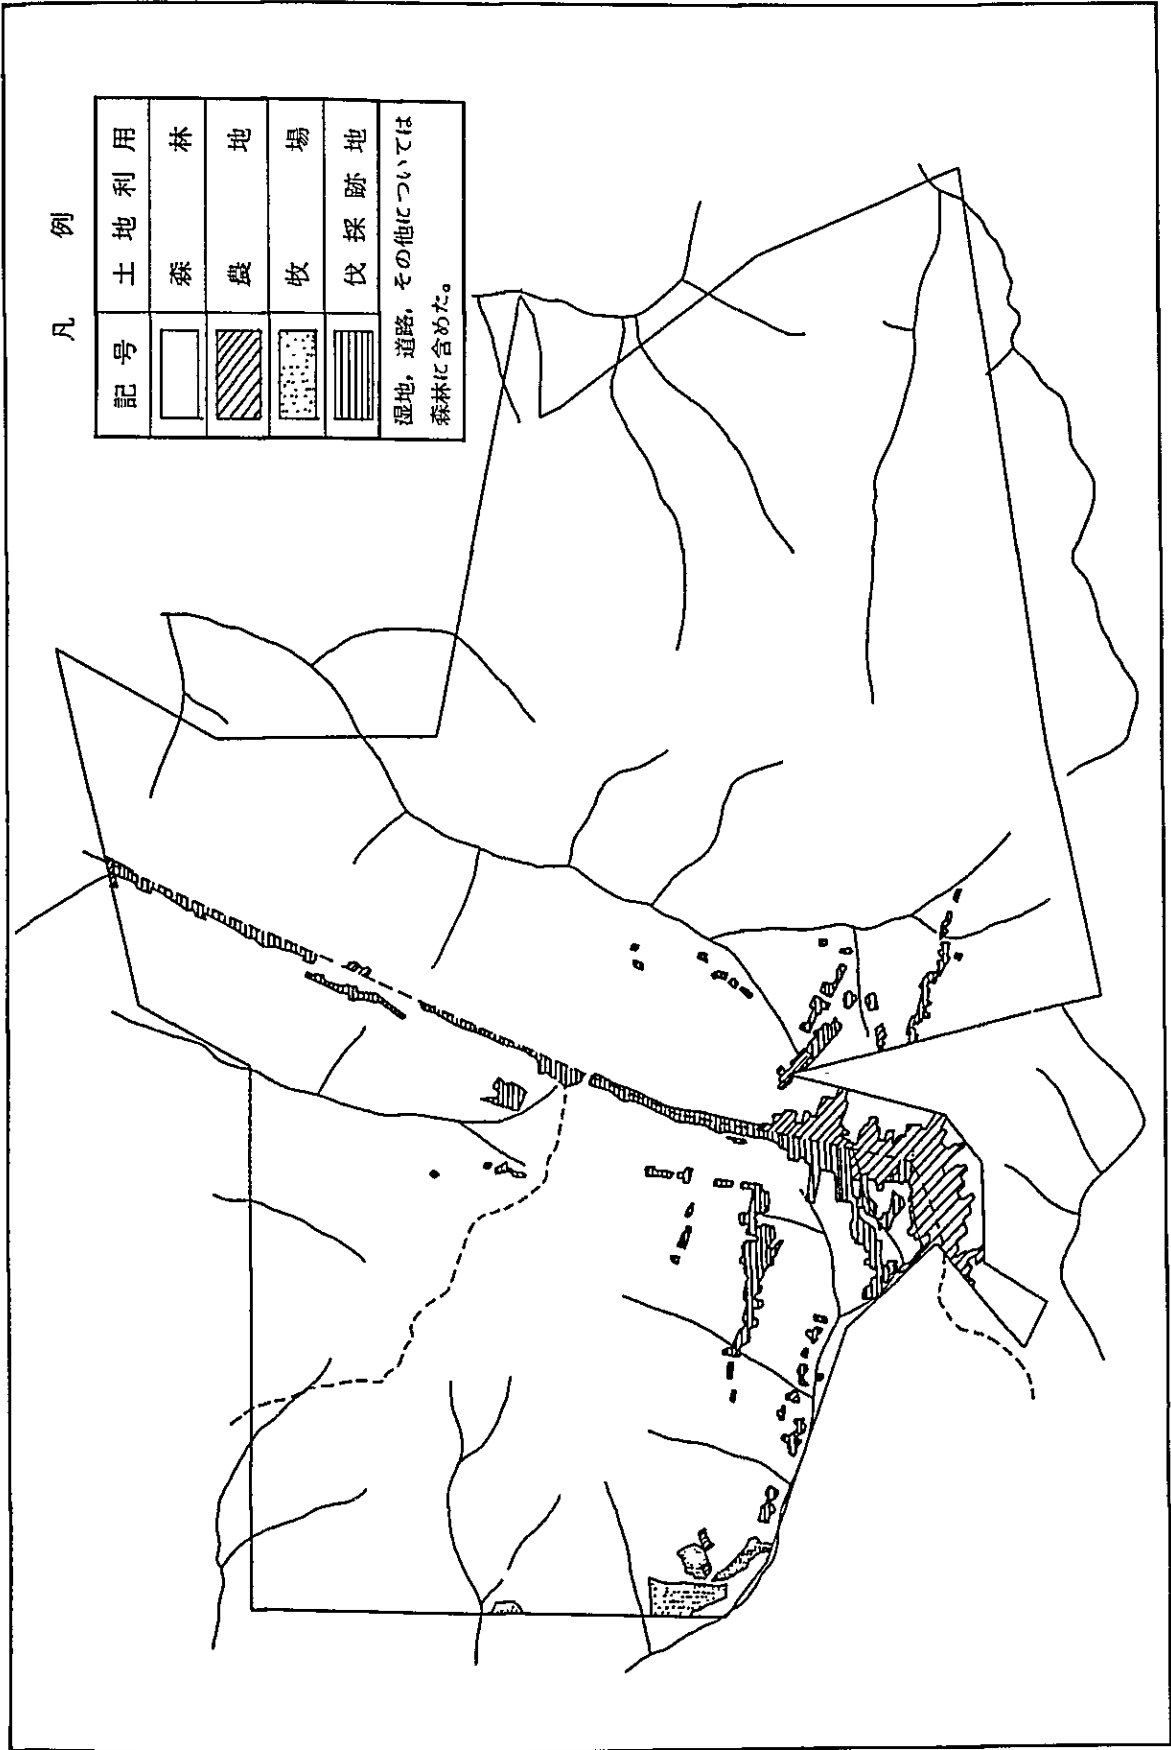 凡 例
記号 土地利用
森 林
農 地
牧 場
伐採跡地
湿地,道路,その他については
森林に含めた。